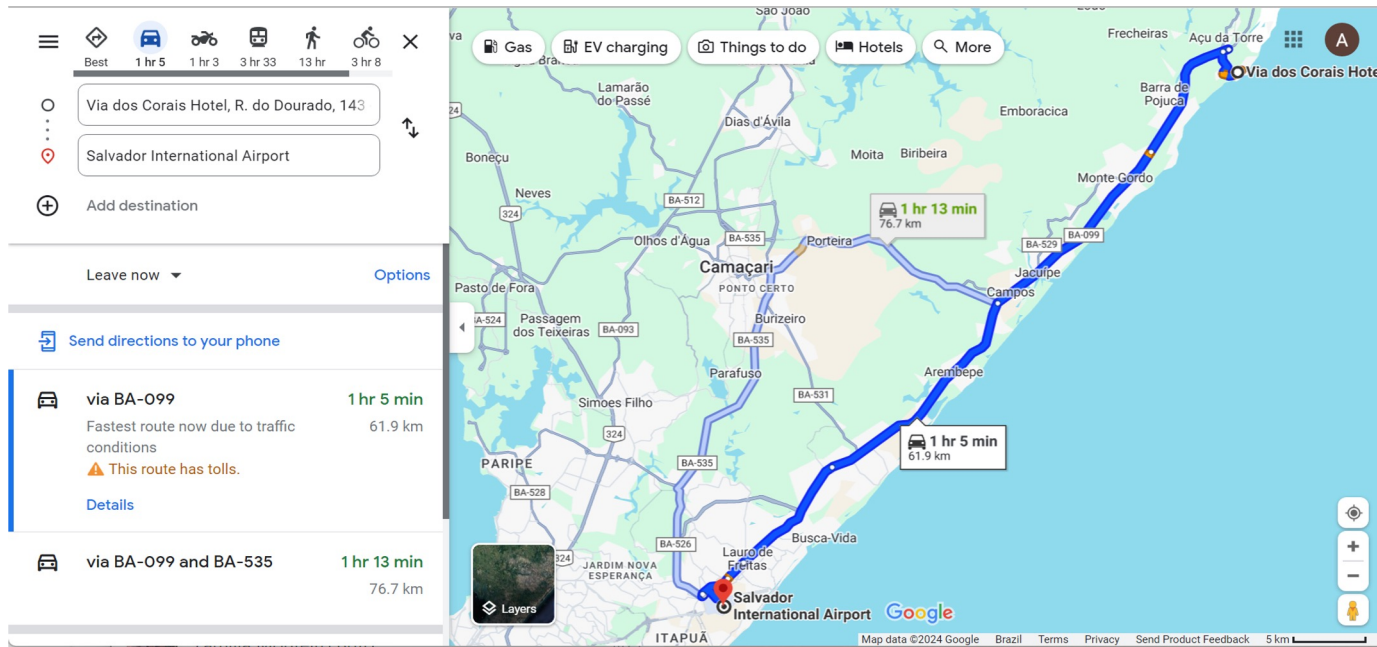 Best
1 hr 5
1 hr 3
3 hr 33
13 hr
3 hr 8
Via dos Corais Hotel, R. do Dourado, 143
Salvador International Airport
Add destination
Leave now
Options
Send directions to your phone
via BA-099
1 hr 5 min
Fastest route now due to traffic
61.9 km
conditions
This route has tolls.
Details
via BA-099 and BA-535
1 hr 13 min
76.7 km
Gas
EV charging
Things to do
Hotels
More
A
São João
Frecheiras
Açu da Torre
Via dos Corais Hote
Lamarão
do Passé
Barra de
Pojuca
Emboracica
24
Dias d'Ávila
Boneçu
Moita
Biribeira
Monte Gordo
Neves
BA-512
324
1 hr 13 min
76.7 km
Olhos d'Água
BA-535
Porteira
BA-099
BA-529
Camaçari
PONTO CERTO
Jacuípe
Campos
Pasto de Fora
A-524
Passagem
dos Teixeiras
BA-093
Burizeiro
BA-535
Parafuso
Arembepe
BA-531
Simoes Filho
324
1 hr 5 min
61.9 km
PARIPE
BA-535
BA-528
Busca-Vida
BA-526
Lauro de
Freitas
324
JARDIM NOVA
ESPERANÇA
Layers
Salvador
International Airport
Google
ITAPUÃ
Map data ©2024 Google
Brazil
Terms
Privacy
Send Product Feedback
5 km